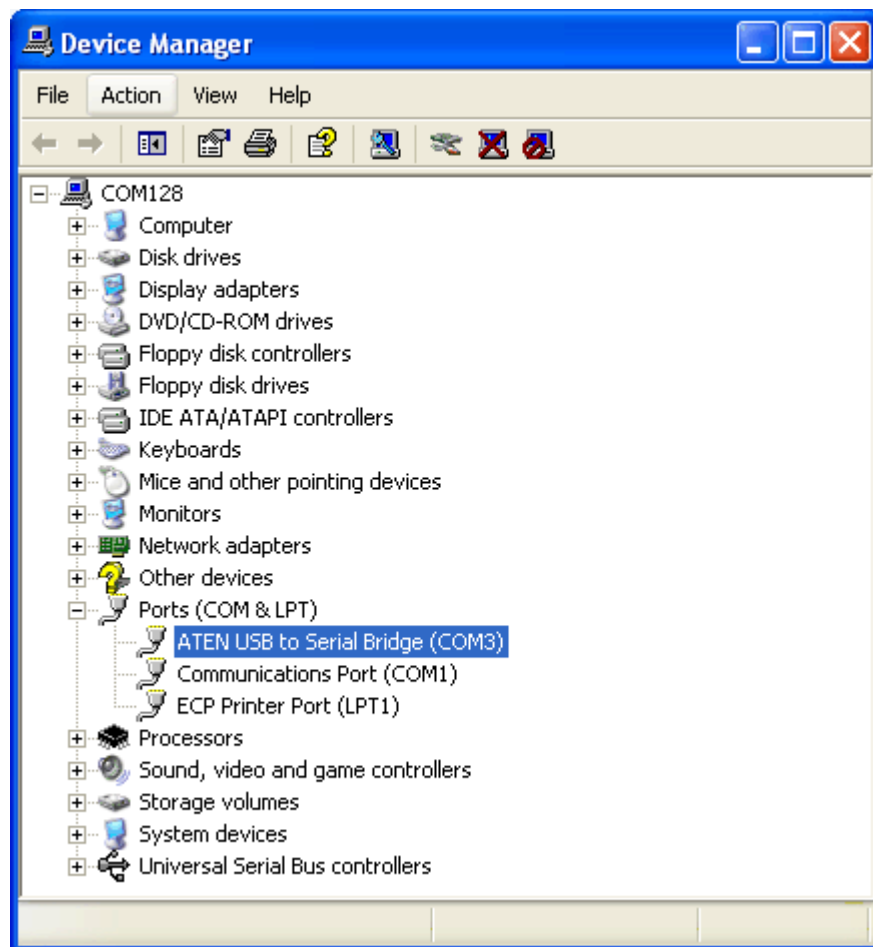 Device Manager
File Action View Help
COM128
Computer
Disk drives
Display adapters
DVD/CD-ROM drives
Floppy disk controllers
Floppy disk drives
IDE ATA/ATAPI controllers
Keyboards
Mice and other pointing devices
Monitors
Network adapters
Other devices
Ports (COM & LPT)
ATEN USB to Serial Bridge (COM3)
Communications Port (COM1)
ECP Printer Port (LPT1)
Processors
Sound, video and game controllers
Storage volumes
System devices
Universal Serial Bus controllers